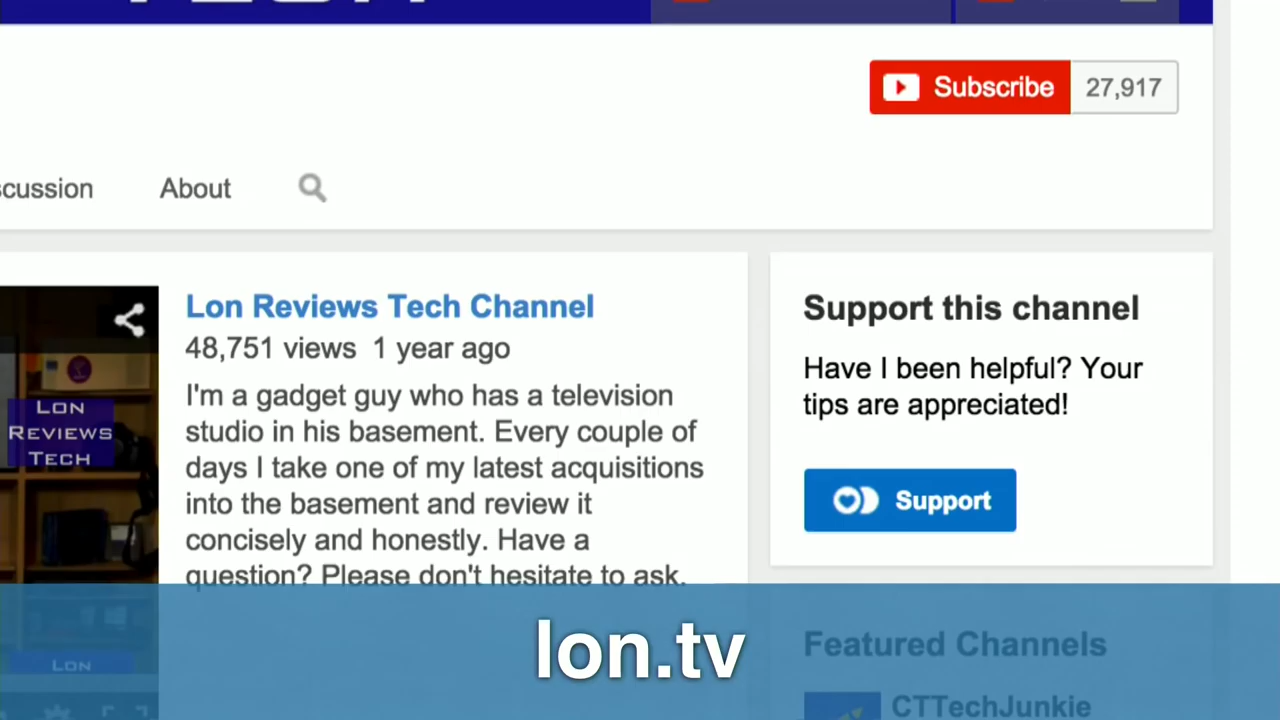 Subscribe 27,917
scussion About
Lon Reviews Tech Channel
48,751 views 1 year ago
I'm a gadget guy who has a television
studio in his basement. Every couple of
days I take one of my latest acquisitions
into the basement and review it
concisely and honestly. Have a
question? Please don't hesitate to ask.
LON
REVIEWS
TECH
LON
Support this channel
Have I been helpful? Your
tips are appreciated!
Support
Featured Channels
CTTechJunkie
lon.tv